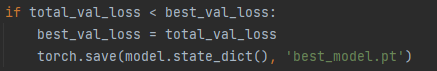 if total_val_loss < best_val_loss:
    best_val_loss = total_val_loss
    torch.save(model.state_dict(), 'best_model.pt')